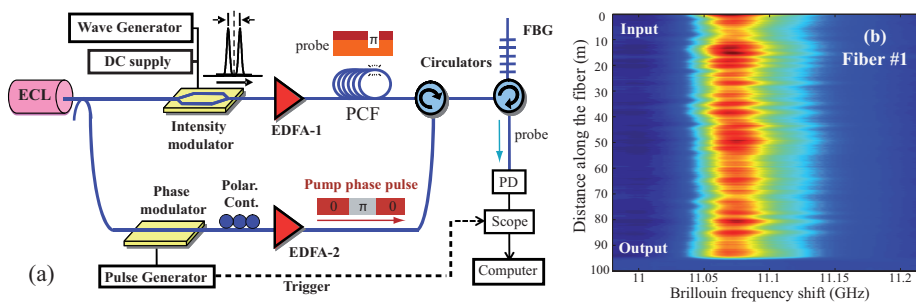 Wave Generator
DC supply
ECL
Intensity
modulator
EDFA-1
probe
π
PCF
Circulators
FBG
probe
PD
Scope
Computer
Phase
modulator
Polar.
Cont.
EDFA-2
Pump phase pulse
0 π 0
Pulse Generator
Trigger
(a)
Input
(b)
Fiber #1
Output
Distance along the fiber (m)
0
10
20
30
40
50
60
70
80
90
100
11 11.05 11.1 11.15 11.2
Brillouin frequency shift (GHz)